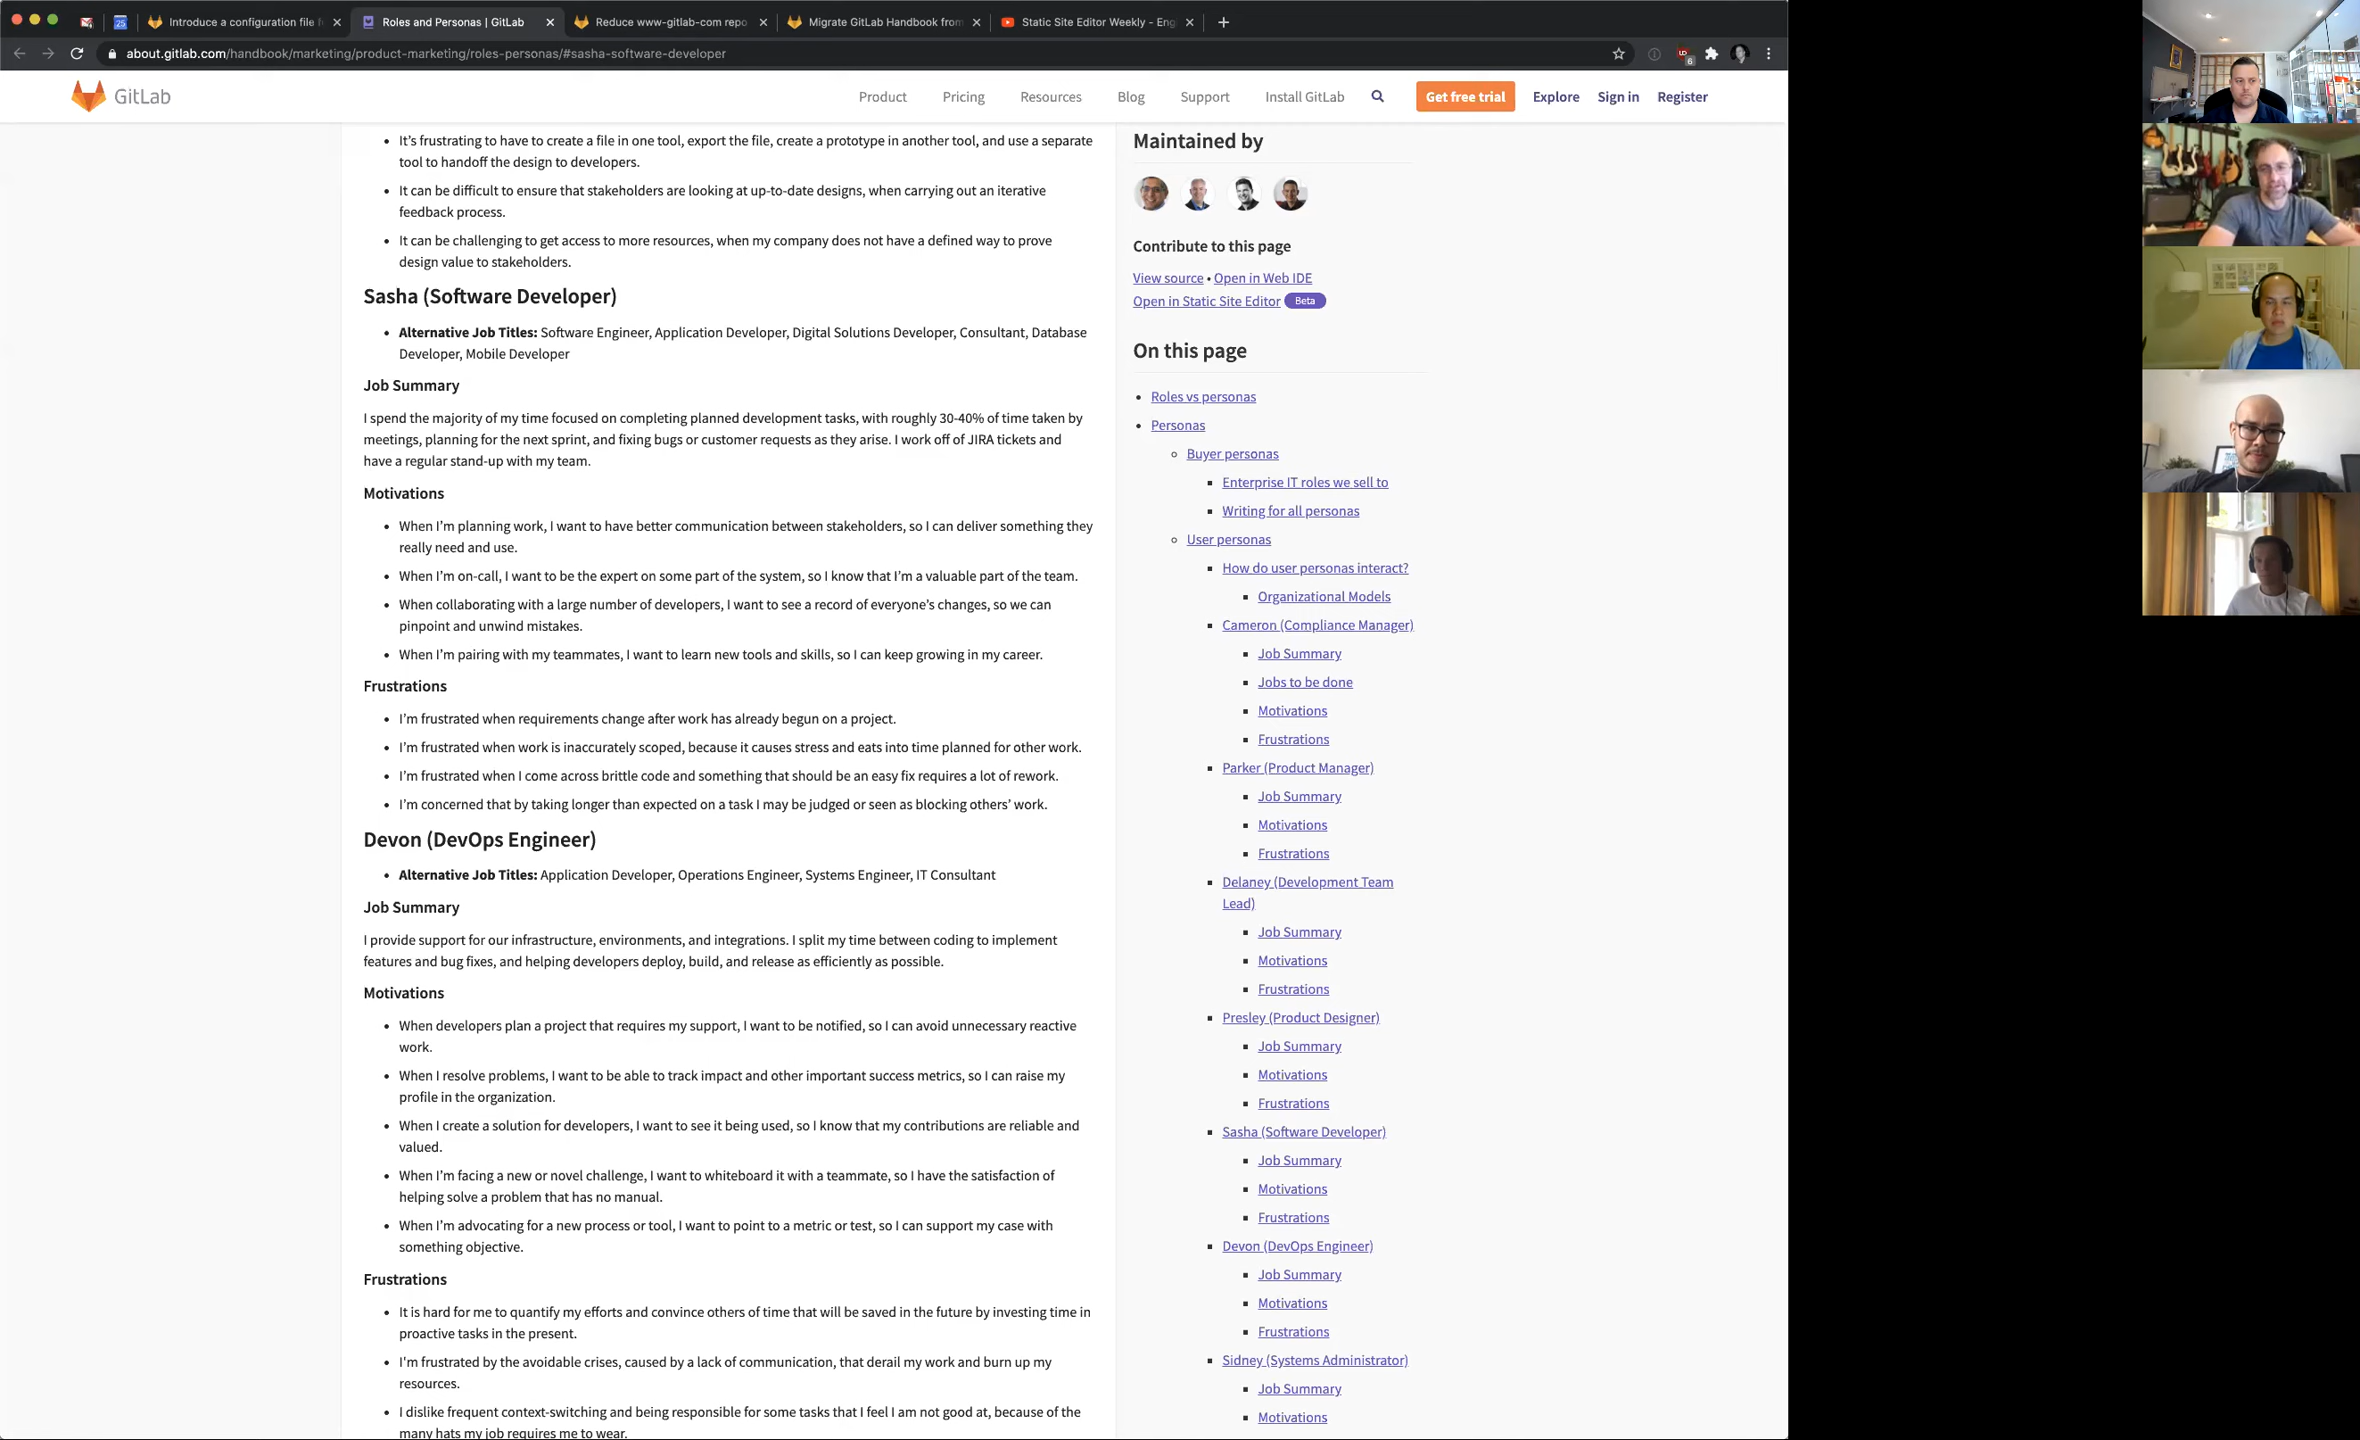 Introduce a configuration file f
Roles and Personas | GitLab
Reduce www-gitlab-com repo
Migrate GitLab Handbook from
Static Site Editor Weekly - Eng
about.gitlab.com/handbook/marketing/product-marketing/roles-personas/#sasha-software-developer
6
GitLab
Product
Pricing
Resources
Blog
Support
Install GitLab
Get free trial
Explore
Sign in
Register
It’s frustrating to have to create a file in one tool, export the file, create a prototype in another tool, and use a separate
tool to handoff the design to developers.
It can be difficult to ensure that stakeholders are looking at up-to-date designs, when carrying out an iterative
feedback process.
It can be challenging to get access to more resources, when my company does not have a defined way to prove
design value to stakeholders.
Sasha (Software Developer)
Alternative Job Titles: Software Engineer, Application Developer, Digital Solutions Developer, Consultant, Database
Developer, Mobile Developer
Job Summary
I spend the majority of my time focused on completing planned development tasks, with roughly 30-40% of time taken by
meetings, planning for the next sprint, and fixing bugs or customer requests as they arise. I work off of JIRA tickets and
have a regular stand-up with my team.
Motivations
When I’m planning work, I want to have better communication between stakeholders, so I can deliver something they
really need and use.
When I’m on-call, I want to be the expert on some part of the system, so I know that I’m a valuable part of the team.
When collaborating with a large number of developers, I want to see a record of everyone’s changes, so we can
pinpoint and unwind mistakes.
When I’m pairing with my teammates, I want to learn new tools and skills, so I can keep growing in my career.
Frustrations
I’m frustrated when requirements change after work has already begun on a project.
I’m frustrated when work is inaccurately scoped, because it causes stress and eats into time planned for other work.
I’m frustrated when I come across brittle code and something that should be an easy fix requires a lot of rework.
I’m concerned that by taking longer than expected on a task I may be judged or seen as blocking others’ work.
Devon (DevOps Engineer)
Alternative Job Titles: Application Developer, Operations Engineer, Systems Engineer, IT Consultant
Job Summary
I provide support for our infrastructure, environments, and integrations. I split my time between coding to implement
features and bug fixes, and helping developers deploy, build, and release as efficiently as possible.
Motivations
When developers plan a project that requires my support, I want to be notified, so I can avoid unnecessary reactive
work.
When I resolve problems, I want to be able to track impact and other important success metrics, so I can raise my
profile in the organization.
When I create a solution for developers, I want to see it being used, so I know that my contributions are reliable and
valued.
When I’m facing a new or novel challenge, I want to whiteboard it with a teammate, so I have the satisfaction of
helping solve a problem that has no manual.
When I’m advocating for a new process or tool, I want to point to a metric or test, so I can support my case with
something objective.
Frustrations
It is hard for me to quantify my efforts and convince others of time that will be saved in the future by investing time in
proactive tasks in the present.
I'm frustrated by the avoidable crises, caused by a lack of communication, that derail my work and burn up my
resources.
I dislike frequent context-switching and being responsible for some tasks that I feel I am not good at, because of the
many hats my job requires me to wear.
Maintained by
Contribute to this page
View source • Open in Web IDE
Open in Static Site Editor Beta
On this page
Roles vs personas
Personas
Buyer personas
Enterprise IT roles we sell to
Writing for all personas
User personas
How do user personas interact?
Organizational Models
Cameron (Compliance Manager)
Job Summary
Jobs to be done
Motivations
Frustrations
Parker (Product Manager)
Job Summary
Motivations
Frustrations
Delaney (Development Team
Lead)
Job Summary
Motivations
Frustrations
Presley (Product Designer)
Job Summary
Motivations
Frustrations
Sasha (Software Developer)
Job Summary
Motivations
Frustrations
Devon (DevOps Engineer)
Job Summary
Motivations
Frustrations
Sidney (Systems Administrator)
Job Summary
Motivations